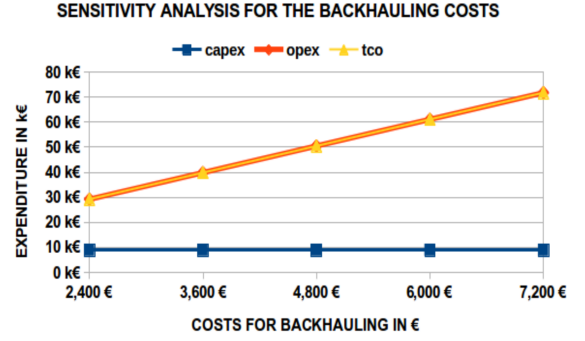 SENSITIVITY ANALYSIS FOR THE BACKHAULING COSTS
capex opex tco
80 k€
70 k€
60 k€
50 k€
40 k€
30 k€
20 k€
10 k€
0 k€
EXPENDITURE IN k€
2,400 € 3,600 € 4,800 € 6,000 € 7,200 €
COSTS FOR BACKHAULING IN €